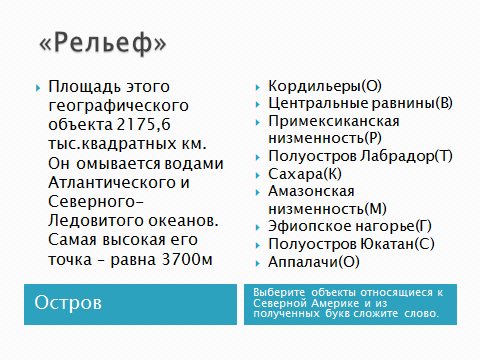 «Рельеф»
Площадь этого
географического
объекта 2175,6
тыс.квадратных км.
Он омывается водами
Атлантического и
Северного-
Ледовитого океанов.
Самая высокая его
точка – равна 3700м
Остров
Кордильеры(О)
Центральные равнины(В)
Примексиканская
низменность(Р)
Полуостров Лабрадор(Т)
Сахара(К)
Амазонская
низменность(М)
Эфиопское нагорье(Г)
Полуостров Юкатан(С)
Аппалачи(О)
Выберите объекты относящиеся к
Северной Америке и из
полученных букв сложите слово.